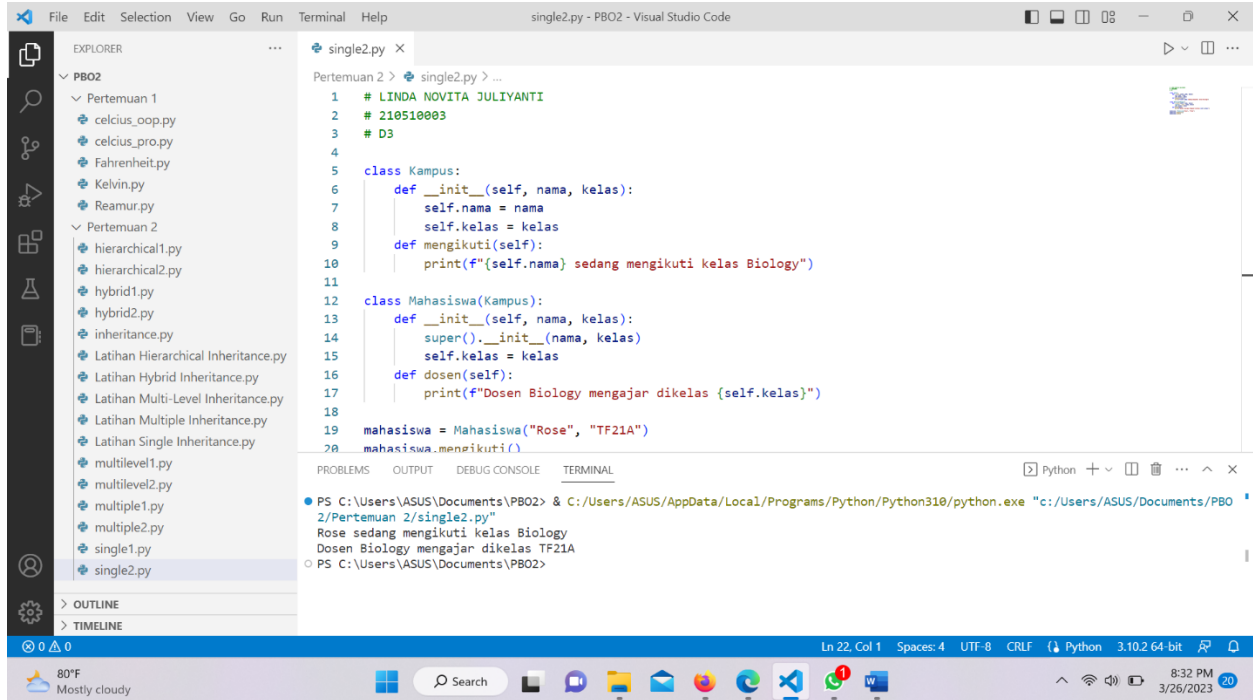 File Edit Selection View Go Run Terminal Help single2.py - PBO2 - Visual Studio Code
EXPLORER ...
PBO2
Pertemuan 1
celcius_oop.py
celcius_pro.py
Fahrenheit.py
Kelvin.py
Reamur.py
Pertemuan 2
hierarchical1.py
hierarchical2.py
hybrid1.py
hybrid2.py
inheritance.py
Latihan Hierarchical Inheritance.py
Latihan Hybrid Inheritance.py
Latihan Multi-Level Inheritance.py
Latihan Multiple Inheritance.py
Latihan Single Inheritance.py
multilevel1.py
multilevel2.py
multiple1.py
multiple2.py
single1.py
single2.py
OUTLINE
TIMELINE
single2.py
Pertemuan 2 > single2.py > ...
1 # LINDA NOVITA JULIYANTI
2 # 210510003
3 # D3
4
5 class Kampus:
6     def __init__(self, nama, kelas):
7         self.nama = nama
8         self.kelas = kelas
9     def mengikuti(self):
10         print(f"{self.nama} sedang mengikuti kelas Biology")
11
12 class Mahasiswa(Kampus):
13     def __init__(self, nama, kelas):
14         super().__init__(nama, kelas)
15         self.kelas = kelas
16     def dosen(self):
17         print(f"Dosen Biology mengajar dikelas {self.kelas}")
18
19 mahasiswa = Mahasiswa("Rose", "TF21A")
20 mahasiswa.mengikuti()
PROBLEMS OUTPUT DEBUG CONSOLE TERMINAL Python
PS C:\Users\ASUS\Documents\PBO2> & C:/Users/ASUS/AppData/Local/Programs/Python/Python310/python.exe "c:/Users/ASUS/Documents/PBO
2/Pertemuan 2/single2.py"
Rose sedang mengikuti kelas Biology
Dosen Biology mengajar dikelas TF21A
PS C:\Users\ASUS\Documents\PBO2>
0 0 Ln 22, Col 1 Spaces: 4 UTF-8 CRLF Python 3.10.2 64-bit
80°F
Mostly cloudy
Search
1
8:32 PM
3/26/2023
20